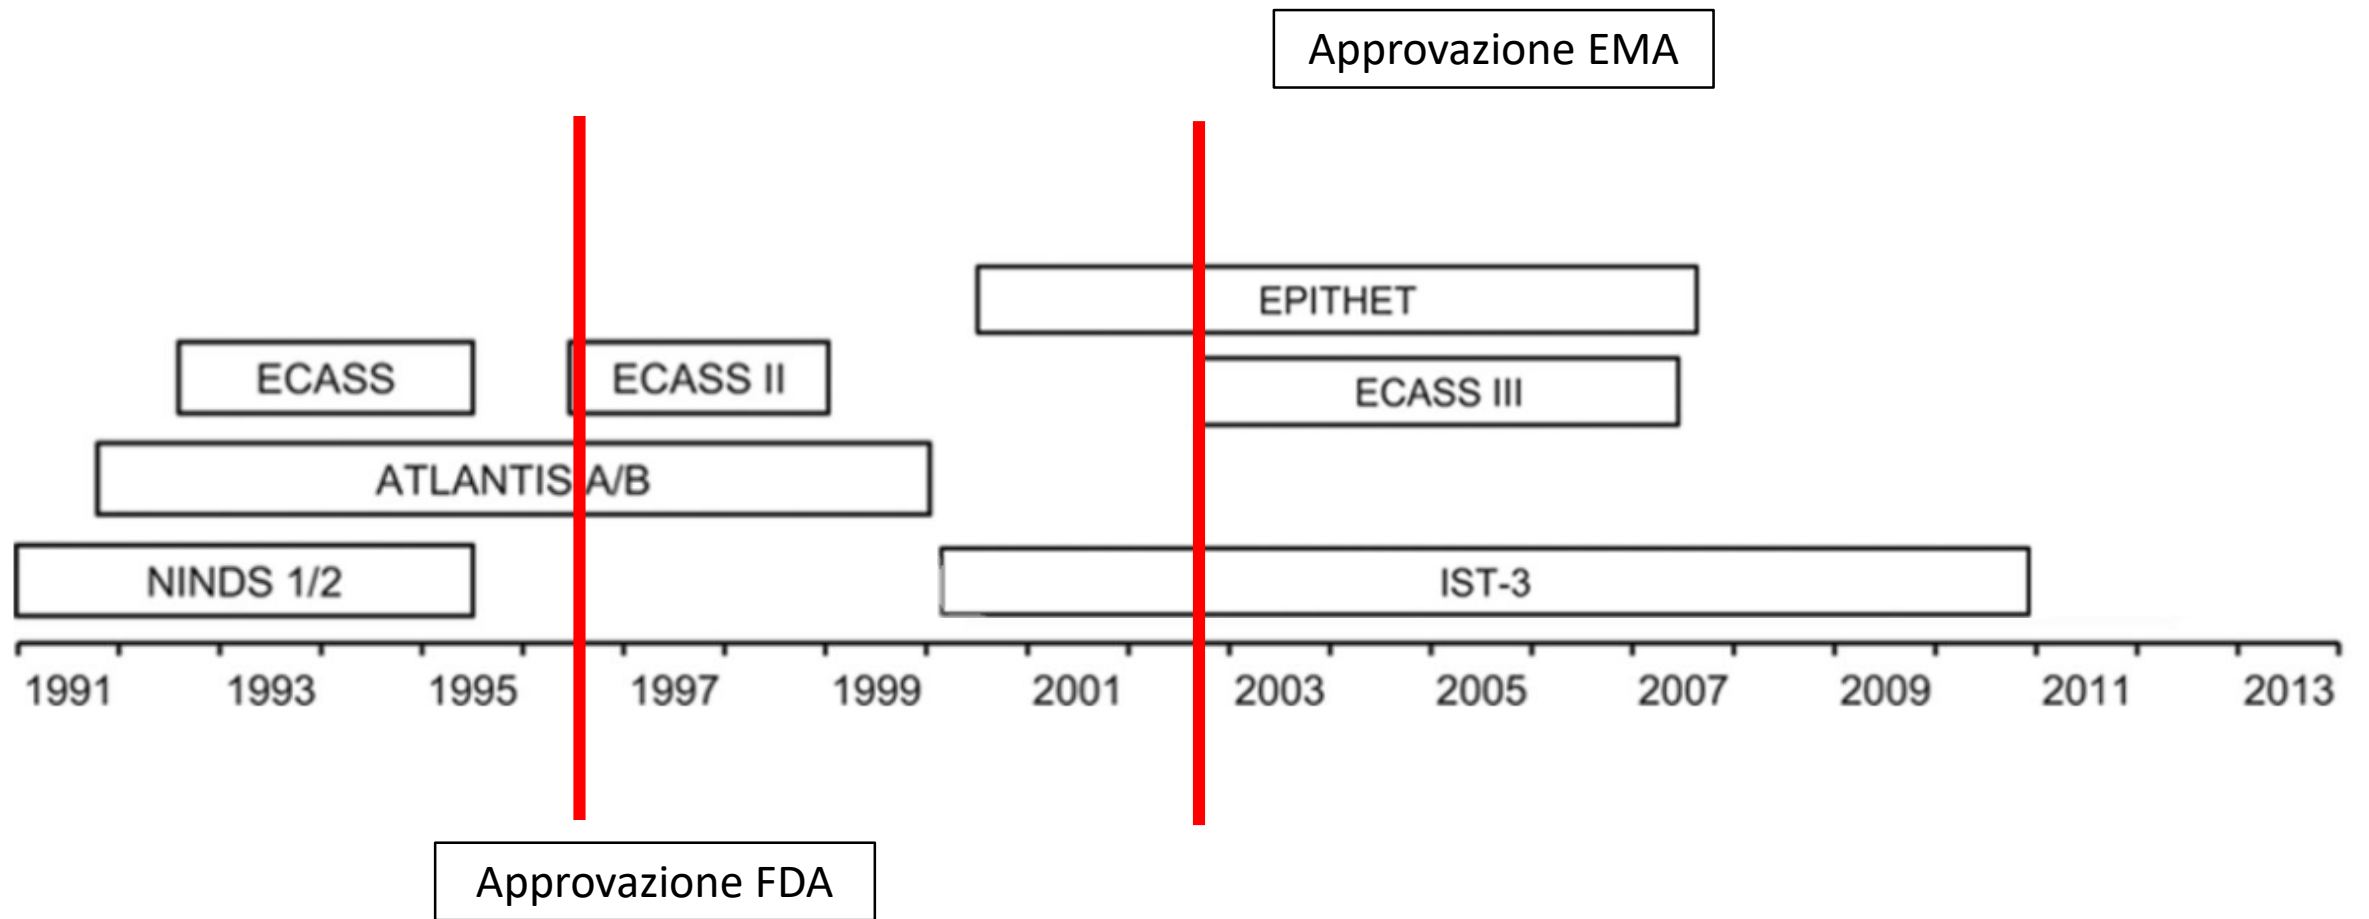 Approvazione EMA
EPITHET
ECASS
ECASS II
ECASS III
ATLANTIS A/B
NINDS 1/2
IST-3
1991 1993 1995 1997 1999 2001 2003 2005 2007 2009 2011 2013
Approvazione FDA